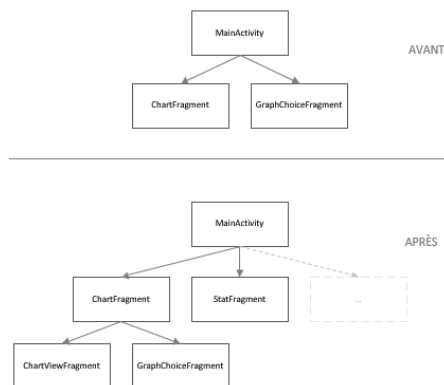 MainActivity
AVANT
ChartFragment
GraphChoiceFragment
MainActivity
APRÈS
ChartFragment
StatFragment
...
ChartViewFragment
GraphChoiceFragment